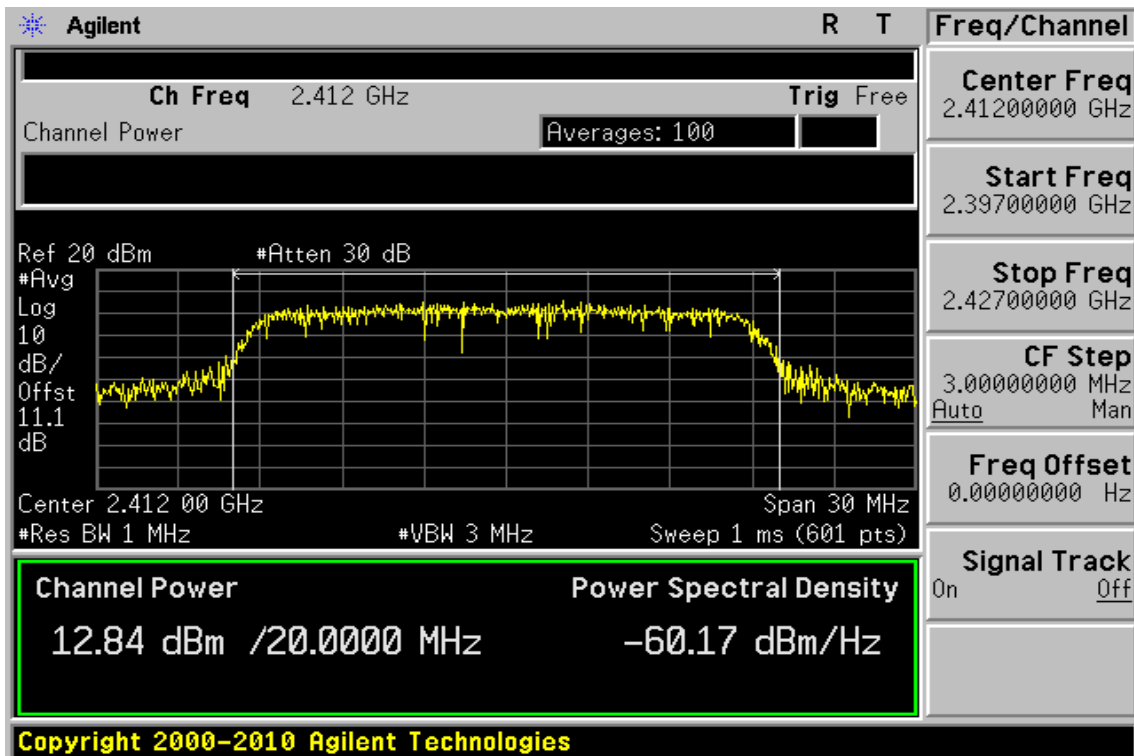 Agilent R T
Freq/Channel
Ch Freq 2.412 GHz Trig Free
Channel Power Averages: 100
Ref 20 dBm #Atten 30 dB
#Avg
Log
10
dB/
Offst
11.1
dB
Center 2.412 00 GHz Span 30 MHz
#Res BW 1 MHz #VBW 3 MHz Sweep 1 ms (601 pts)
Channel Power Power Spectral Density
12.84 dBm /20.0000 MHz -60.17 dBm/Hz
Copyright 2000-2010 Agilent Technologies
Center Freq
2.41200000 GHz
Start Freq
2.39700000 GHz
Stop Freq
2.42700000 GHz
CF Step
3.00000000 MHz
Auto Man
Freq Offset
0.00000000 Hz
Signal Track
On Off